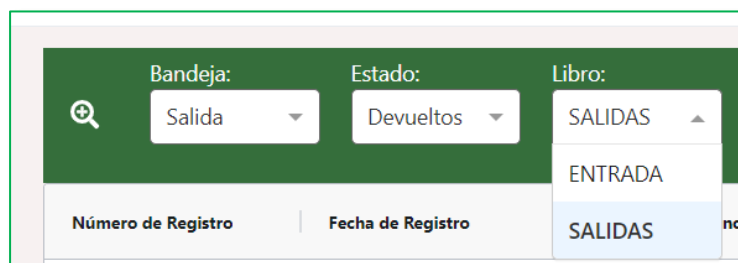 Bandeja: Estado: Libro:
Salida Devueltos SALIDAS
ENTRADA
Número de Registro Fecha de Registro
SALIDAS